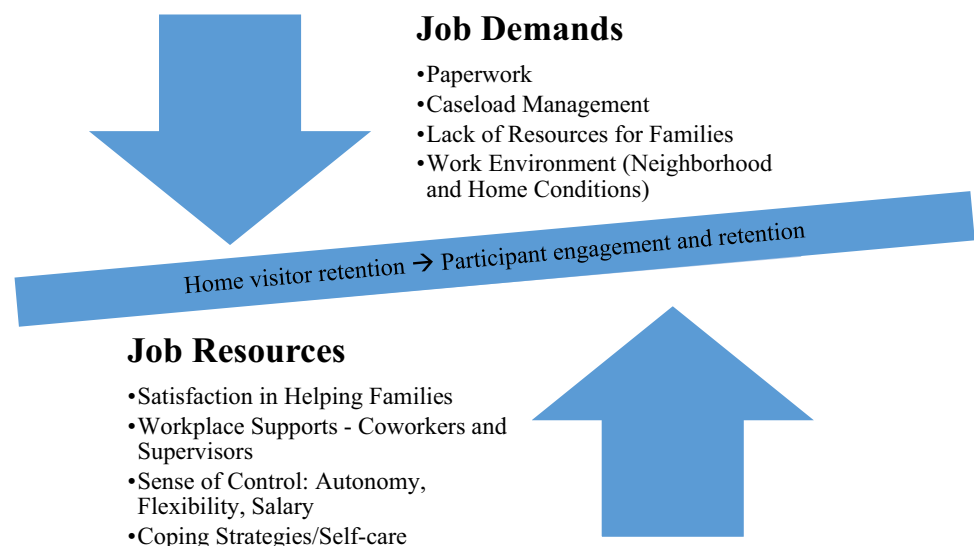 Job Demands
•Paperwork
•Caseload Management
•Lack of Resources for Families
•Work Environment (Neighborhood
and Home Conditions)
Home visitor retention → Participant engagement and retention
Job Resources
•Satisfaction in Helping Families
•Workplace Supports - Coworkers and
Supervisors
•Sense of Control: Autonomy,
Flexibility, Salary
•Coping Strategies/Self-care